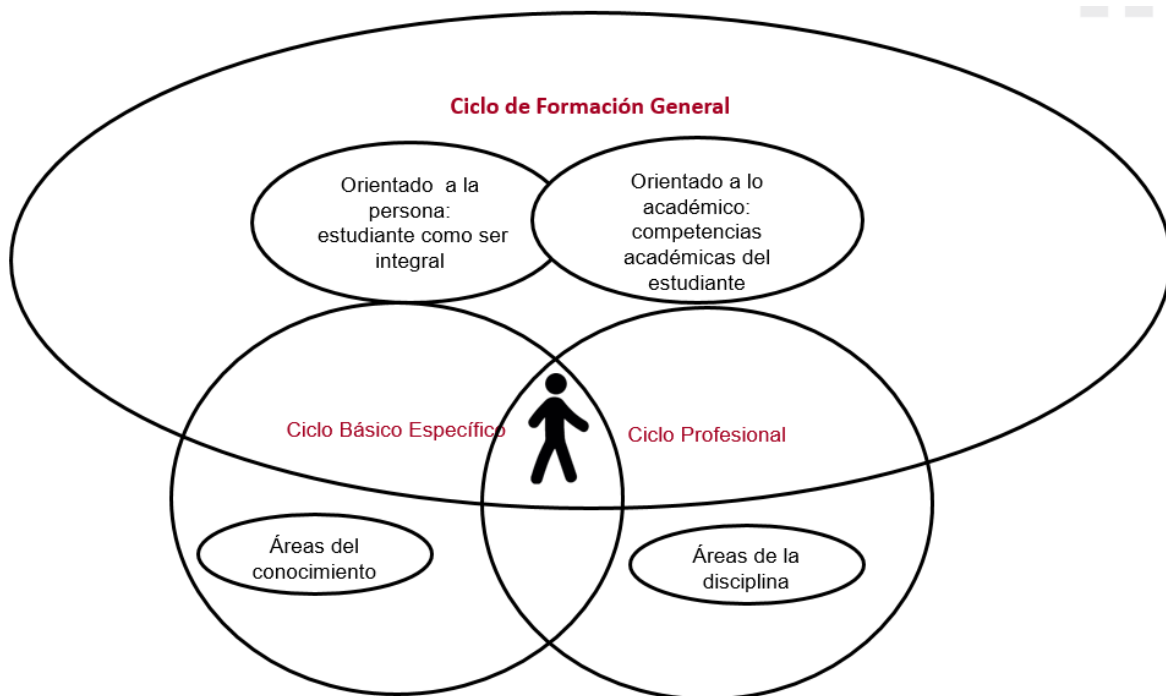 Ciclo de Formación General
Orientado a la
persona:
estudiante como ser
integral
Orientado a lo
académico:
competencias
académicas del
estudiante
Ciclo Básico Específico
Ciclo Profesional
Áreas del
conocimiento
Áreas de la
disciplina